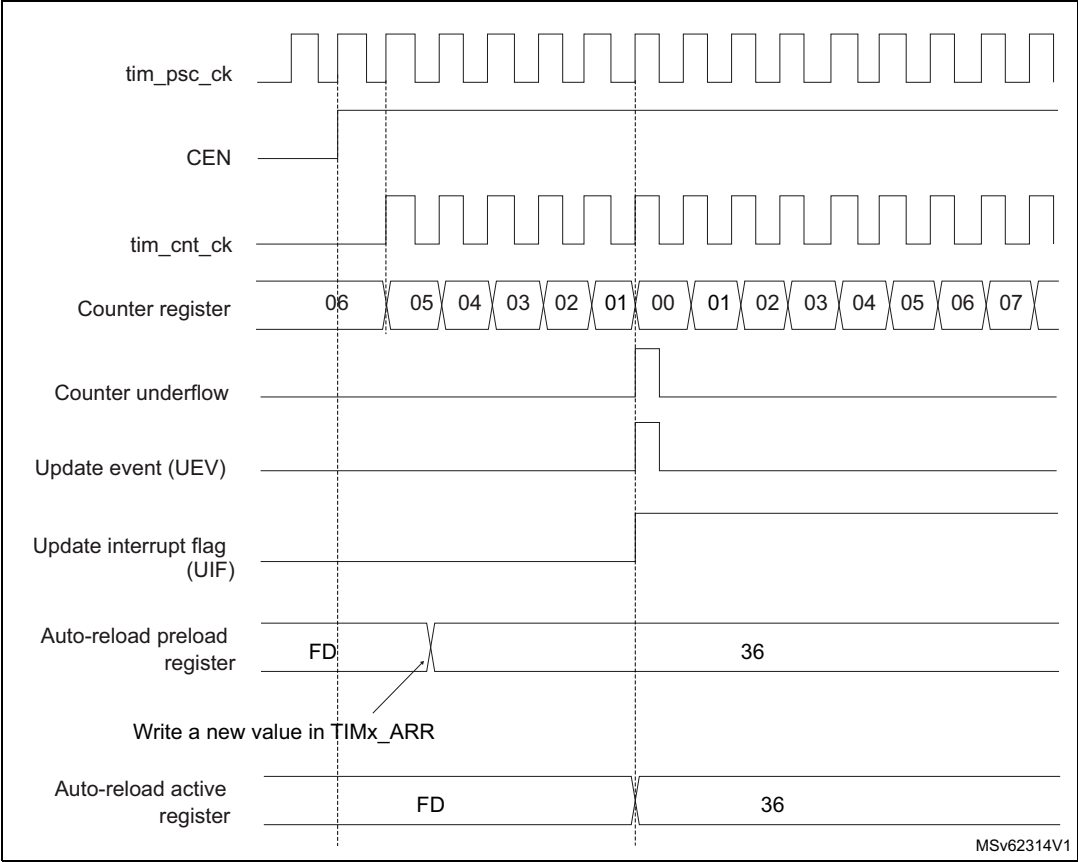 tim_psc_ck
CEN
tim_cnt_ck
Counter register 06 05 04 03 02 01 00 01 02 03 04 05 06 07
Counter underflow
Update event (UEV)
Update interrupt flag
(UIF)
Auto-reload preload
register
FD 36
Write a new value in TIMx_ARR
Auto-reload active
register
FD 36
MSv62314V1